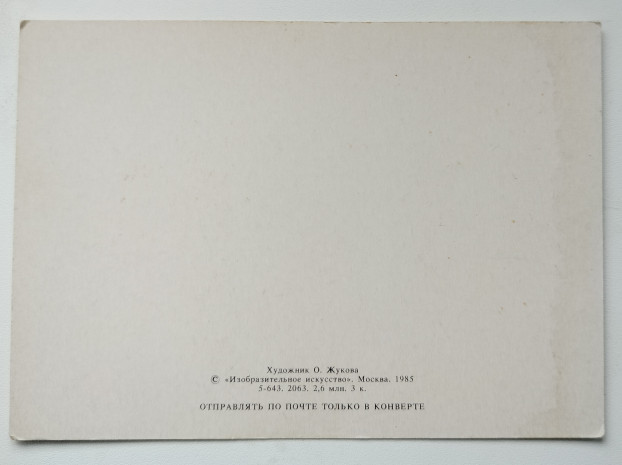 Художник О. Жукова
© «Изобразительное искусство». Москва. 1985
5-643. 2063. 2,6 млн. 3 к.
ОТПРАВЛЯТЬ ПО ПОЧТЕ ТОЛЬКО В КОНВЕРТЕ